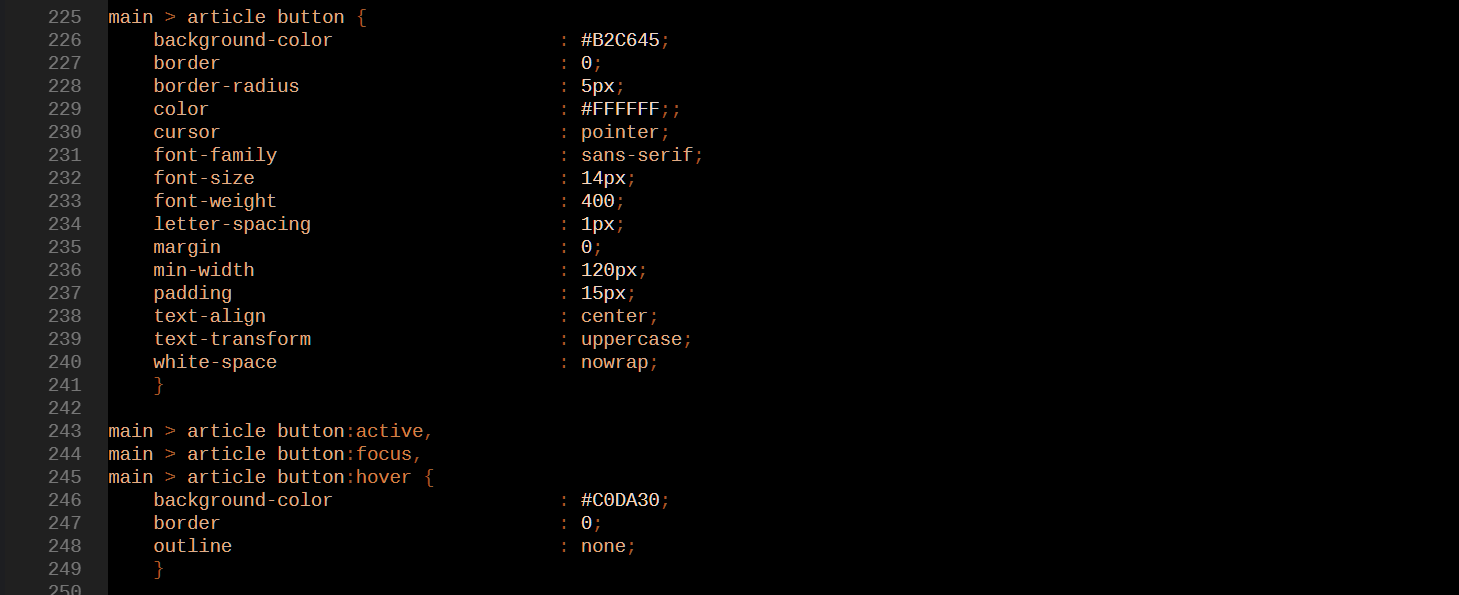 225 main > article button {
226 background-color : #B2C645;
227 border : 0;
228 border-radius : 5px;
229 color : #FFFFFF;;
230 cursor : pointer;
231 font-family : sans-serif;
232 font-size : 14px;
233 font-weight : 400;
234 letter-spacing : 1px;
235 margin : 0;
236 min-width : 120px;
237 padding : 15px;
238 text-align : center;
239 text-transform : uppercase;
240 white-space : nowrap;
241 }
242
243 main > article button:active,
244 main > article button:focus,
245 main > article button:hover {
246 background-color : #C0DA30;
247 border : 0;
248 outline : none;
249 }
250